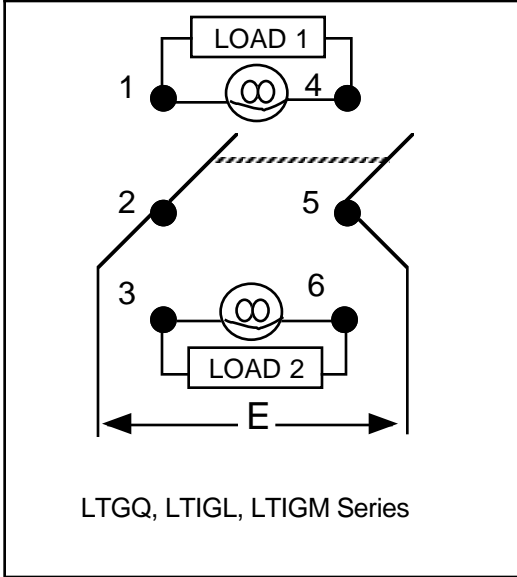 LOAD 1
1 4
2 5
3 6
LOAD 2
E
LTGQ, LTIGL, LTIGM Series